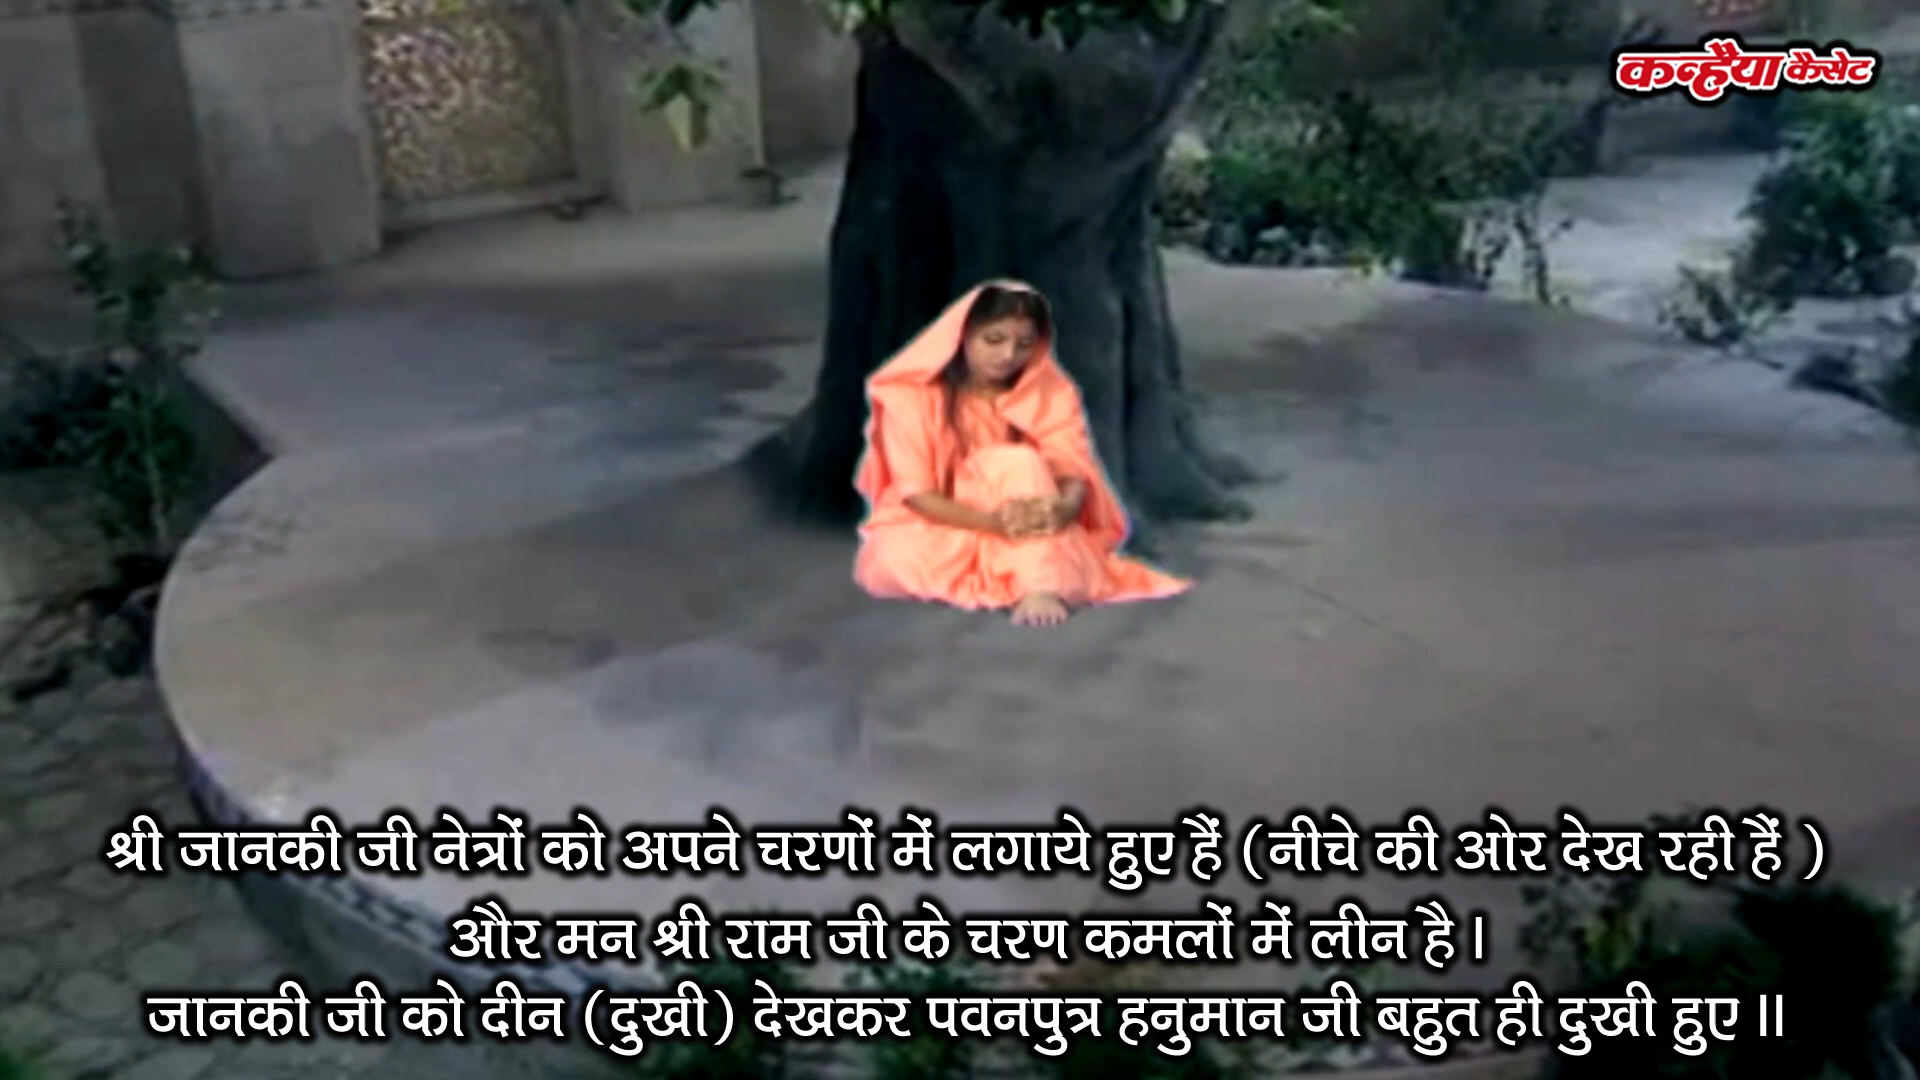 कन्हैया कैसेट
श्री जानकी जी नेत्रों को अपने चरणों में लगाये हुए हैं (नीचे की ओर देख रही हैं )
और मन श्री राम जी के चरण कमलों में लीन है।
जानकी जी को दीन (दुखी) देखकर पवनपुत्र हनुमान जी बहुत ही दुखी हुए ॥